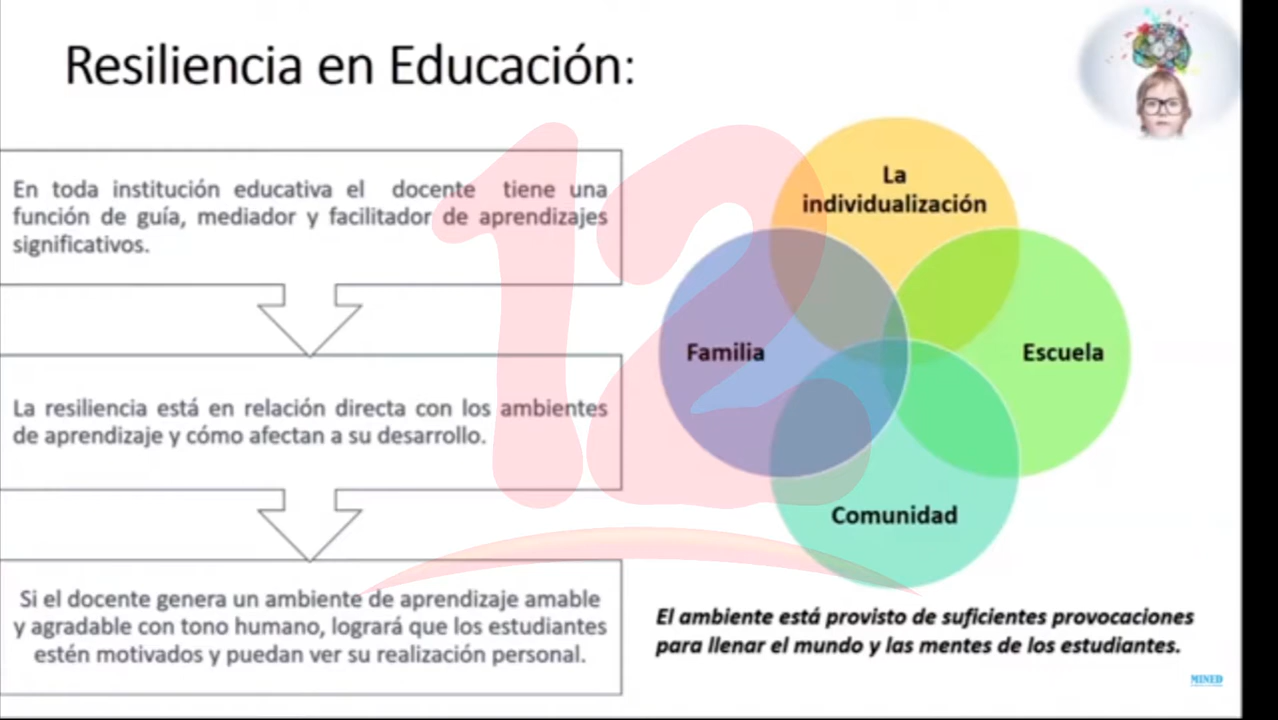 Resiliencia en Educación:
En toda institución educativa el docente tiene una
función de guía, mediador y facilitador de aprendizajes
significativos.
La resiliencia está en relación directa con los ambientes
de aprendizaje y cómo afectan a su desarrollo.
Si el docente genera un ambiente de aprendizaje amable
y agradable con tono humano, logrará que los estudiantes
estén motivados y puedan ver su realización personal.
La
individualización
Familia
Escuela
Comunidad
El ambiente está provisto de suficientes provocaciones
para llenar el mundo y las mentes de los estudiantes.
MINED
12